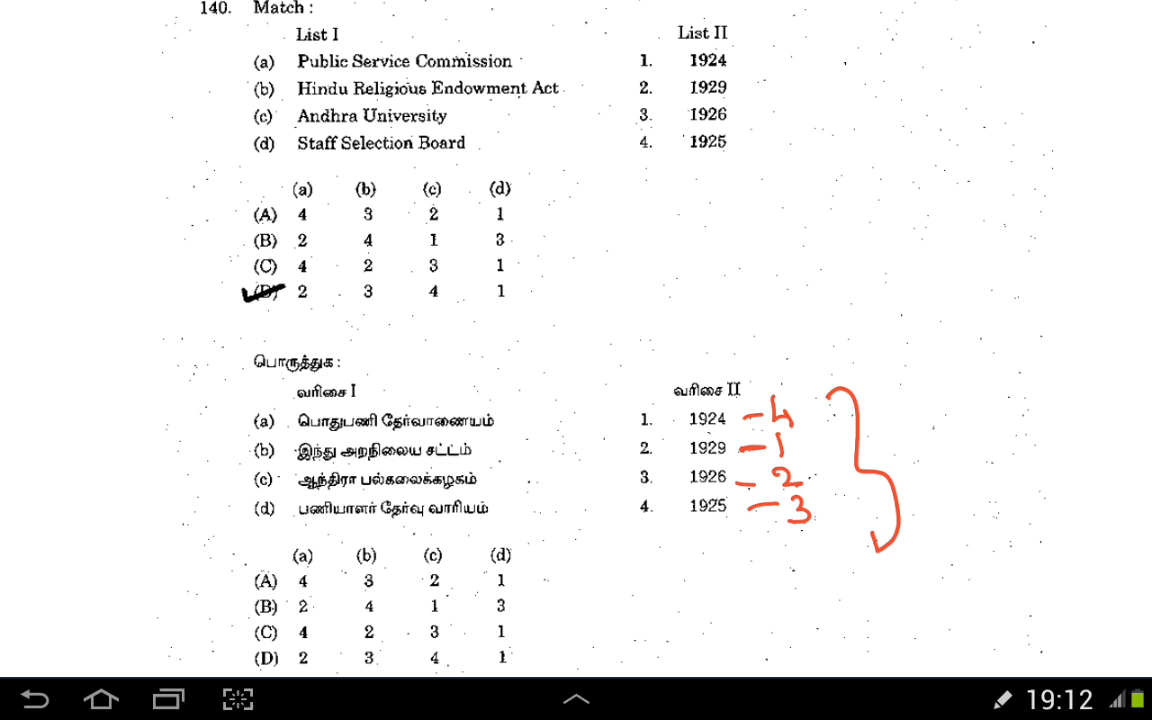 140. Match :
List I List II
(a) Public Service Commission 1. 1924
(b) Hindu Religious Endowment Act 2. 1929
(c) Andhra University 3. 1926
(d) Staff Selection Board 4. 1925
(a) (b) (c) (d)
(A) 4 3 2 1
(B) 2 4 1 3
(C) 4 2 3 1
(D) 2 3 4 1
பொருத்துக :
வரிசை I வரிசை II
(a) பொதுபணி தேர்வாணையம் 1. 1924 – 4
(b) இந்து அறநிலைய சட்டம் 2. 1929 – 1
(c) ஆந்திரா பல்கலைக்கழகம் 3. 1926 – 2
(d) பணியாளர் தேர்வு வாரியம் 4. 1925 – 3
(a) (b) (c) (d)
(A) 4 3 2 1
(B) 2 4 1 3
(C) 4 2 3 1
(D) 2 3 4 1
19:12